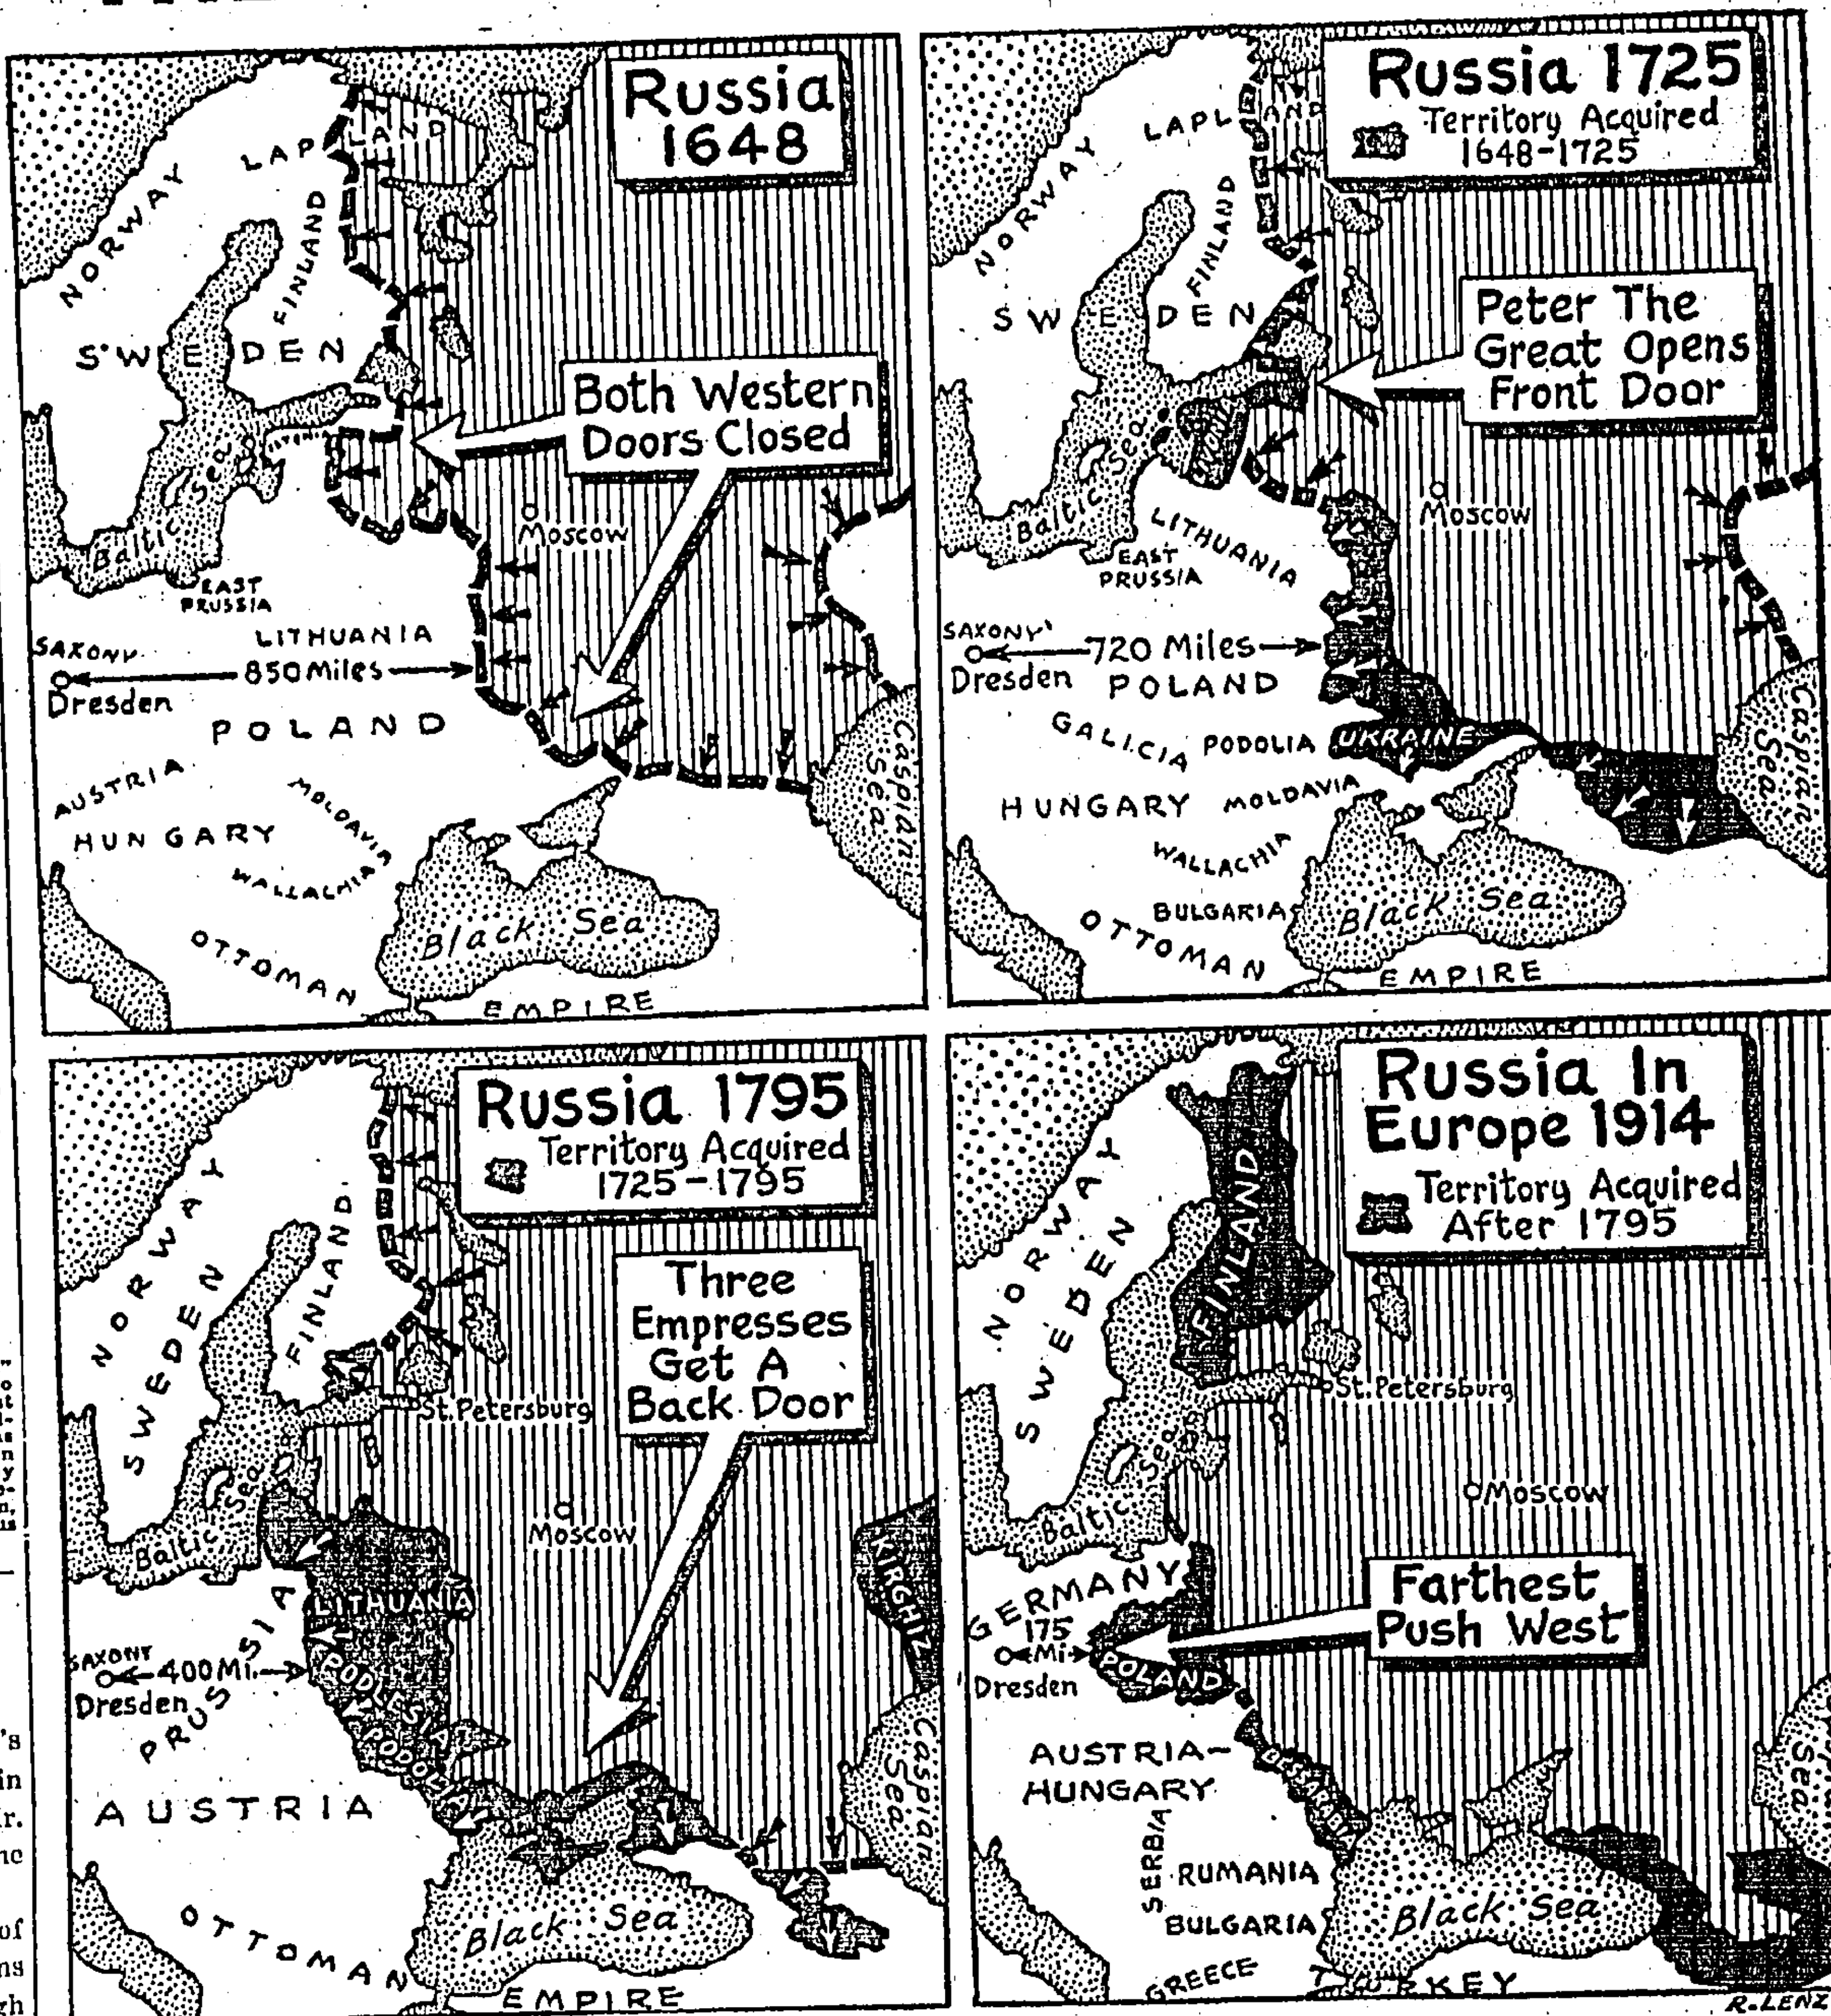 Russia
1648
LAPLAND
NORWAY
FINLAND
SWEDEN
Both Western
Doors Closed
Baltic Sea
Moscow
EAST
PRUSSIA
LITHUANIA
SAXONY
850 Miles
Dresden
POLAND
AUSTRIA
MOLDAVIA
HUNGARY
WALLACHIA
Caspian
Sea
Black Sea
OTTOMAN
EMPIRE
Russia 1725
Territory Acquired
1648-1725
LAPLAND
NORWAY
FINLAND
SWEDEN
Peter The
Great Opens
Front Door
Baltic Sea
Moscow
LITHUANIA
EAST
PRUSSIA
SAXONY
720 Miles
Dresden
POLAND
GALICIA
PODOLIA
UKRAINE
HUNGARY
MOLDAVIA
WALLACHIA
Caspian
Sea
BULGARIA
Black Sea
OTTOMAN
EMPIRE
Russia 1795
Territory Acquired
1725-1795
NORWAY
SWEDEN
FINLAND
Three
Empresses
Get A
Back Door
St. Petersburg
Baltic Sea
Moscow
KIRGHIZ
LITHUANIA
PRUSSIA
SAXONY
400 Mi.
Dresden
PODLESIA
PODOLIA
AUSTRIA
Caspian
Sea
OTTOMAN
Black Sea
EMPIRE
Russia In
Europe 1914
Territory Acquired
After 1795
NORWAY
SWEDEN
FINLAND
St. Petersburg
Moscow
Baltic Sea
Farthest
Push West
GERMANY
175
Mi
Dresden
POLAND
AUSTRIA-
HUNGARY
SERBIA
RUMANIA
BULGARIA
Black Sea
Sea
GREECE
TURKEY
R. LENZ